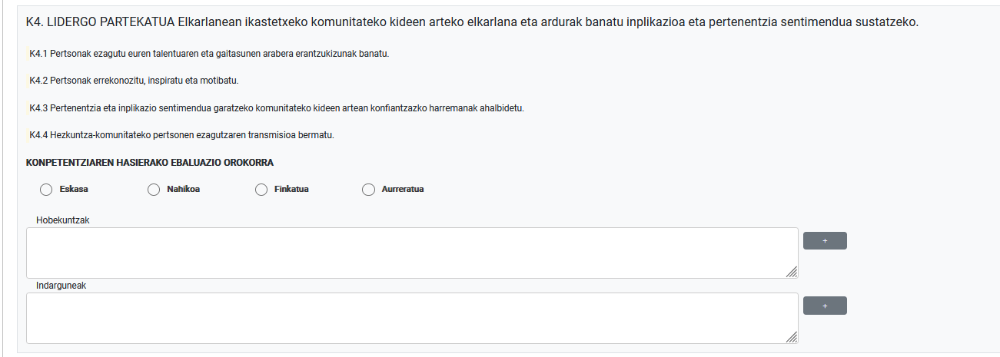 K4. LIDERGO PARTEKATUA Elkarlanean ikastetxeko komunitateko kideen arteko elkarlana eta ardurak banatu inplikazioa eta pertenentzia sentimendua sustatzeko.
K4.1 Pertsonak ezagutu euren talentuaren eta gaitasunen arabera erantzukizunak banatu.
K4.2 Pertsonak errekonozitu, inspiratu eta motibatu.
K4.3 Pertenentzia eta inplikazio sentimendua garatzeko komunitateko kideen artean konfiantzazko harremanak ahalbidetu.
K4.4 Hezkuntza-komunitateko pertsonen ezagutzaren transmisioa bermatu.
KONPETENTZIAREN HASIERAKO EBALUAZIO OROKORRA
Eskasa Nahikoa Finkatua Aurreratua
Hobekuntzak
+
Indarguneak
+